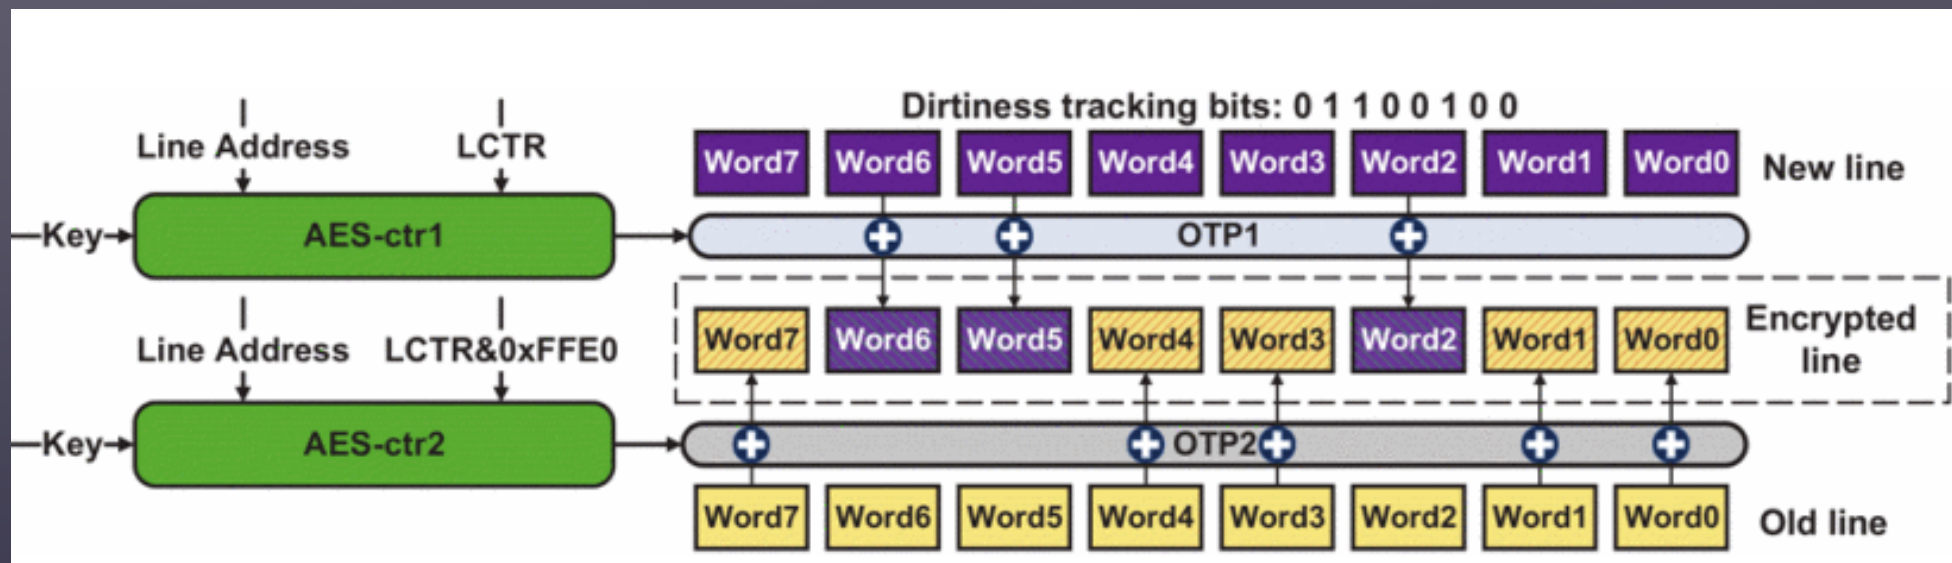 Dirtiness tracking bits: 0 1 1 0 0 1 0 0
Line Address LCTR
Word7 Word6 Word5 Word4 Word3 Word2 Word1 Word0 New line
Key AES-ctr1 OTP1
Word7 Word6 Word5 Word4 Word3 Word2 Word1 Word0 Encrypted
line
Line Address LCTR&0xFFE0
Key AES-ctr2 OTP2
Word7 Word6 Word5 Word4 Word3 Word2 Word1 Word0 Old line